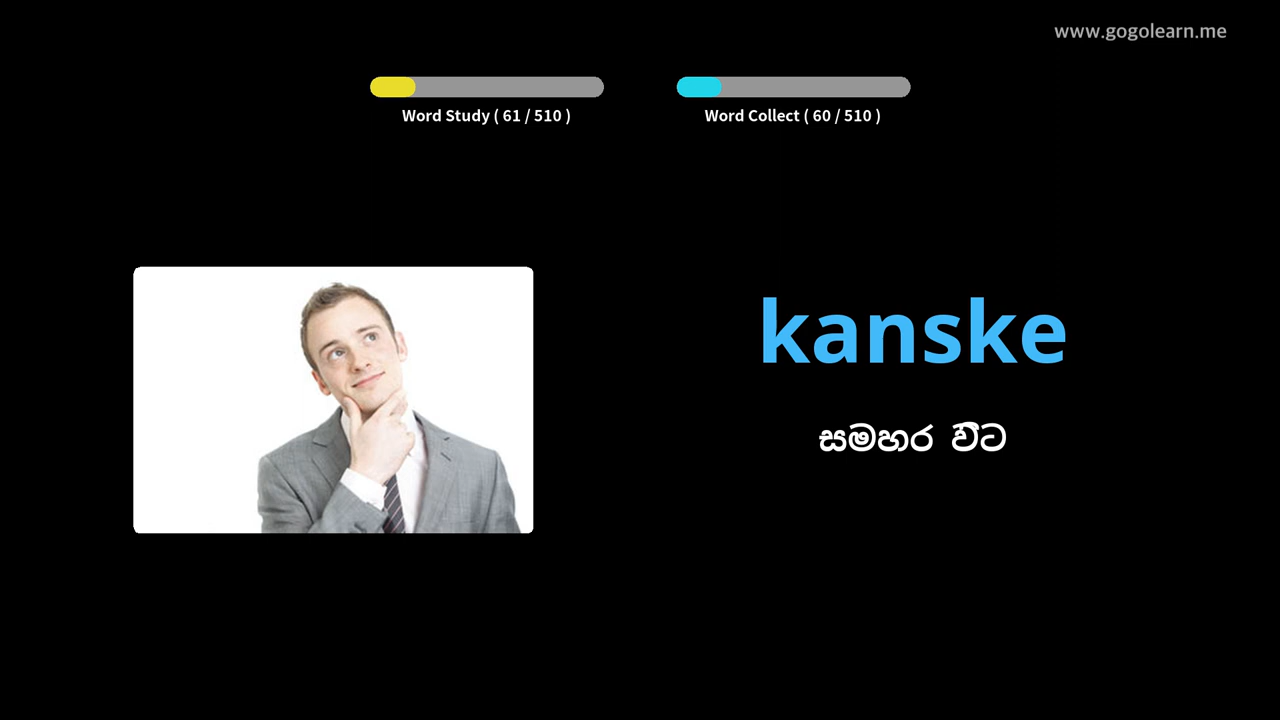 www.gogolearn.me
Word Study ( 61 / 510 )
Word Collect ( 60 / 510 )
kanske
සමහර විට